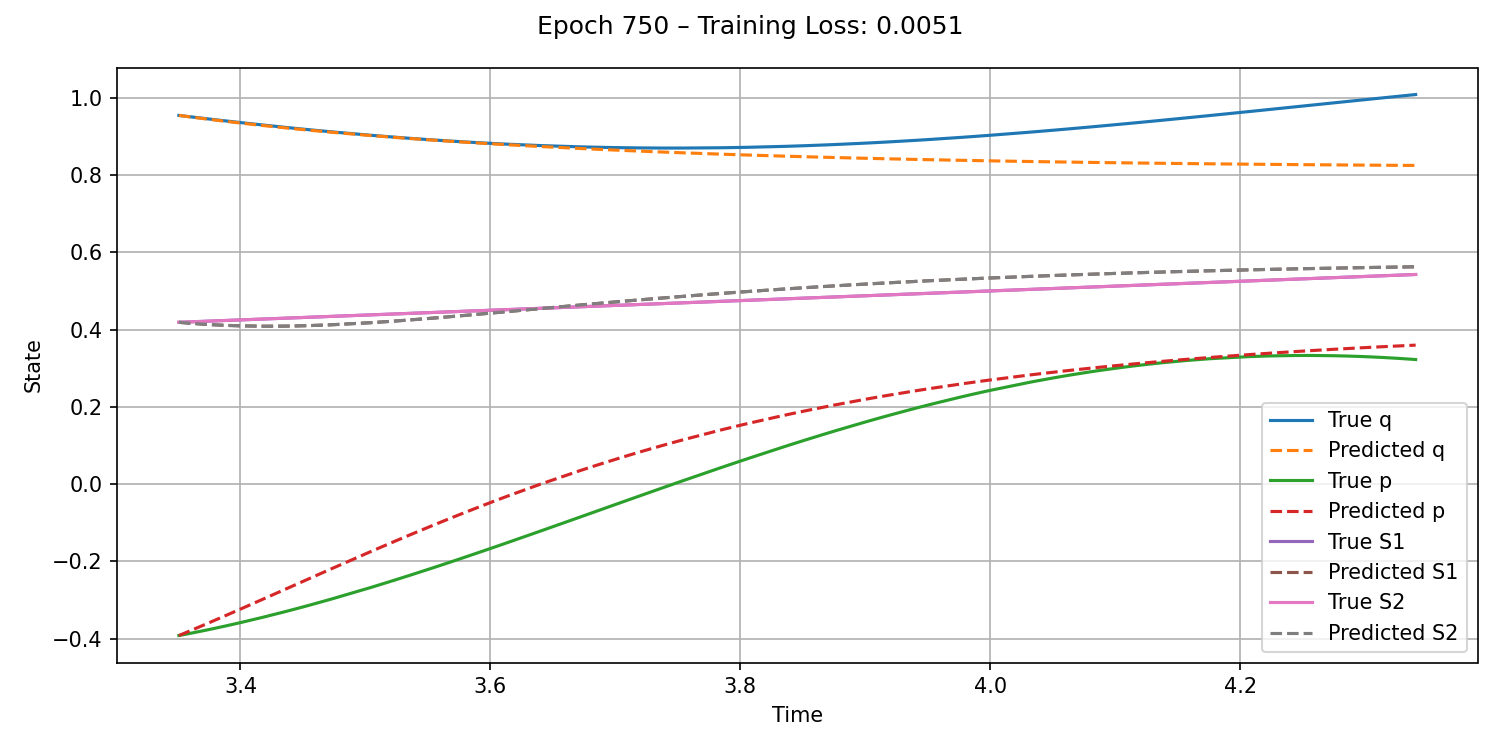 Epoch 750 – Training Loss: 0.0051
1.0
0.8
0.6
0.4
0.2
0.0
−0.2
−0.4
State
3.4
3.6
3.8
4.0
4.2
Time
True q
Predicted q
True p
Predicted p
True S1
Predicted S1
True S2
Predicted S2